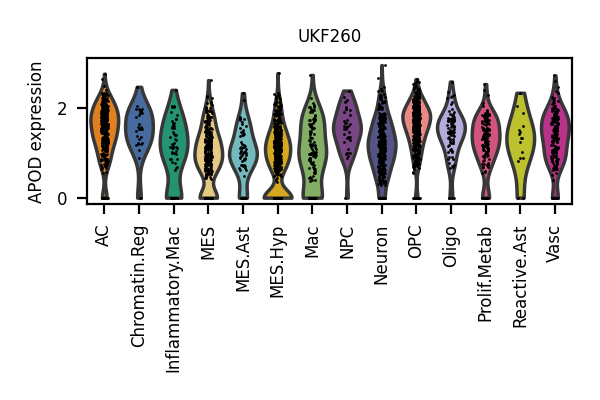 UKF260
APOD expression
2
0
AC
Chromatin.Reg
Inflammatory.Mac
MES
MES.Ast
MES.Hyp
Mac
NPC
Neuron
OPC
Oligo
Prolif.Metab
Reactive.Ast
Vasc